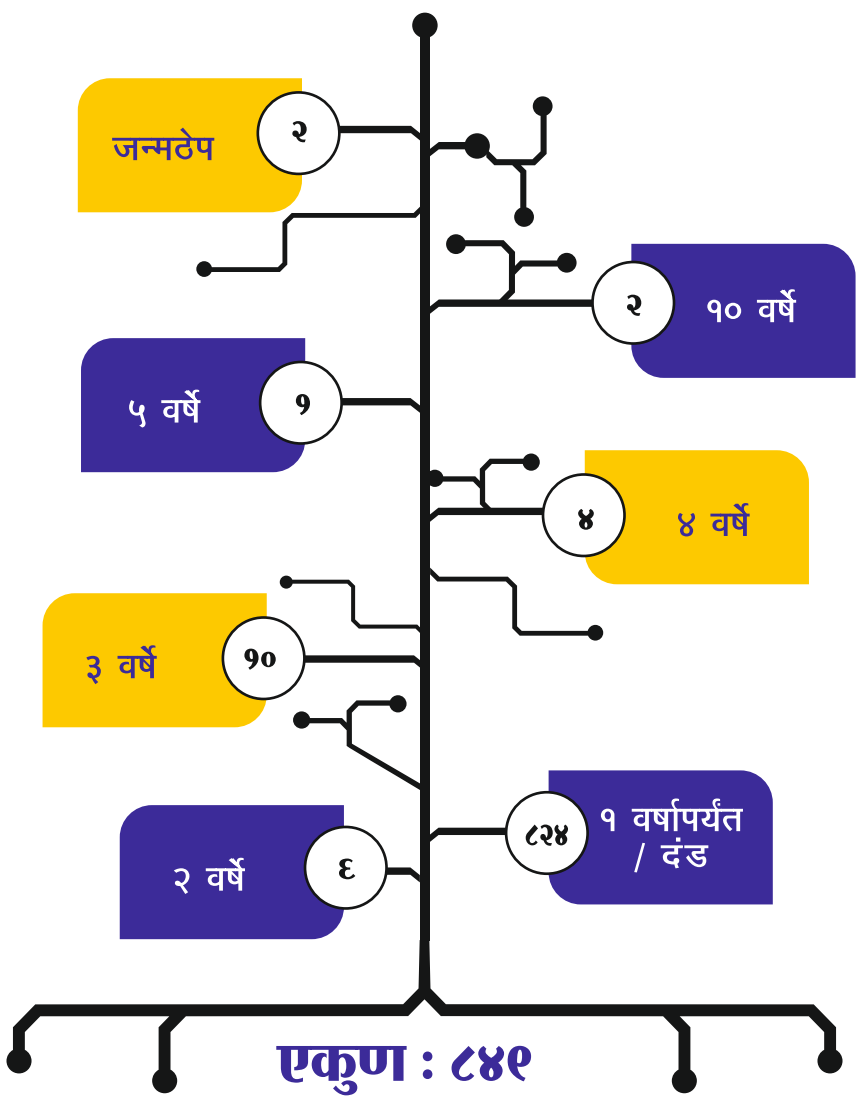 जन्मठेप
२
२
१० वर्षे
५ वर्षे
१
४
४ वर्षे
३ वर्षे
१०
८२४
१ वर्षापर्यंत
/ दंड
२ वर्षे
६
एकुण : ८४९